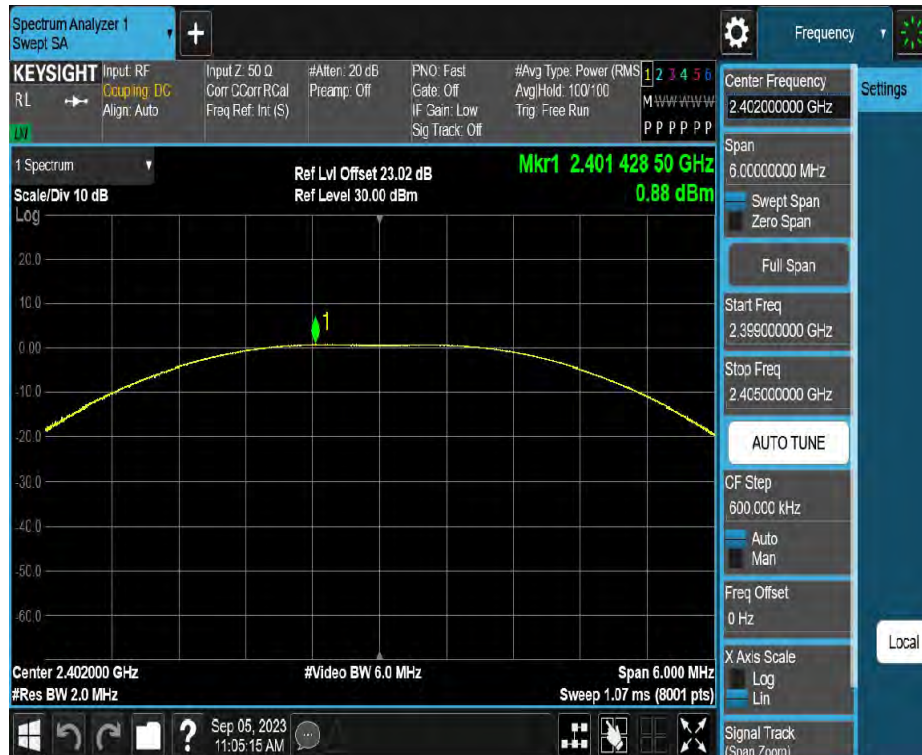 Spectrum Analyzer 1
Swept SA
+
Frequency
KEYSIGHT
RL
Input: RF
Coupling: DC
Align: Auto
Input Z: 50 Ω
Corr CCorr RCal
Freq Ref: Int (S)
#Atten: 20 dB
Preamp: Off
PNO: Fast
Gate: Off
IF Gain: Low
Sig Track: Off
#Avg Type: Power (RMS
Avg|Hold: 100/100
Trig: Free Run
1 2 3 4 5 6
M W W W W W
P P P P P P
1 Spectrum
Scale/Div 10 dB
Log
Ref Lvl Offset 23.02 dB
Ref Level 30.00 dBm
Mkr1 2.401 428 50 GHz
0.88 dBm
20.0
10.0
0.00
-10.0
-20.0
-30.0
-40.0
-50.0
-60.0
1
Center 2.402000 GHz
#Res BW 2.0 MHz
#Video BW 6.0 MHz
Span 6.000 MHz
Sweep 1.07 ms (8001 pts)
?
Sep 05, 2023
11:05:15 AM
Center Frequency
2.402000000 GHz
Span
6.00000000 MHz
Swept Span
Zero Span
Full Span
Start Freq
2.399000000 GHz
Stop Freq
2.405000000 GHz
AUTO TUNE
CF Step
600.000 kHz
Auto
Man
Freq Offset
0 Hz
X Axis Scale
Log
Lin
Signal Track
(Span Zoom)
Settings
Local